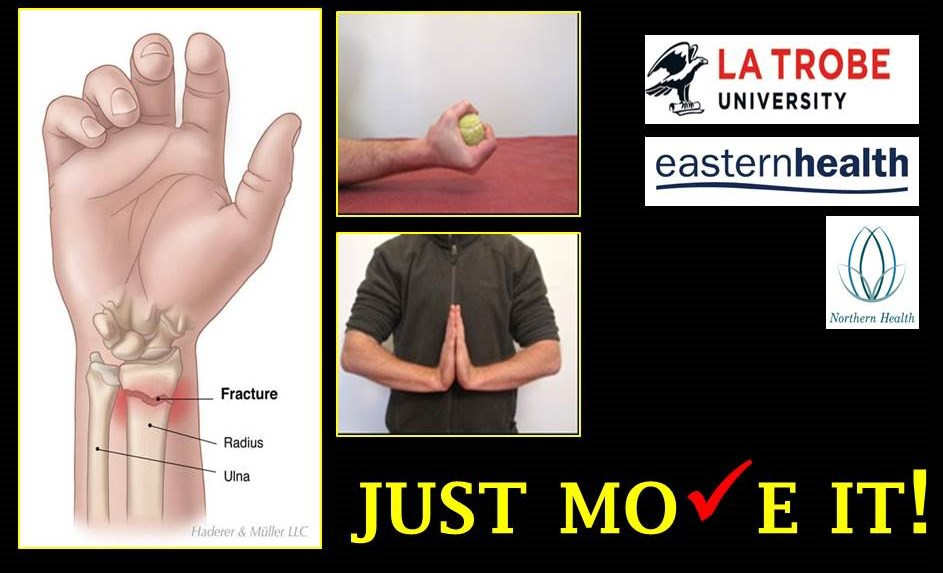 Fracture
Radius
Ulna
Haderer & Müller LLC
LA TROBE
UNIVERSITY
easternhealth
Northern Health
JUST MO✓E IT!